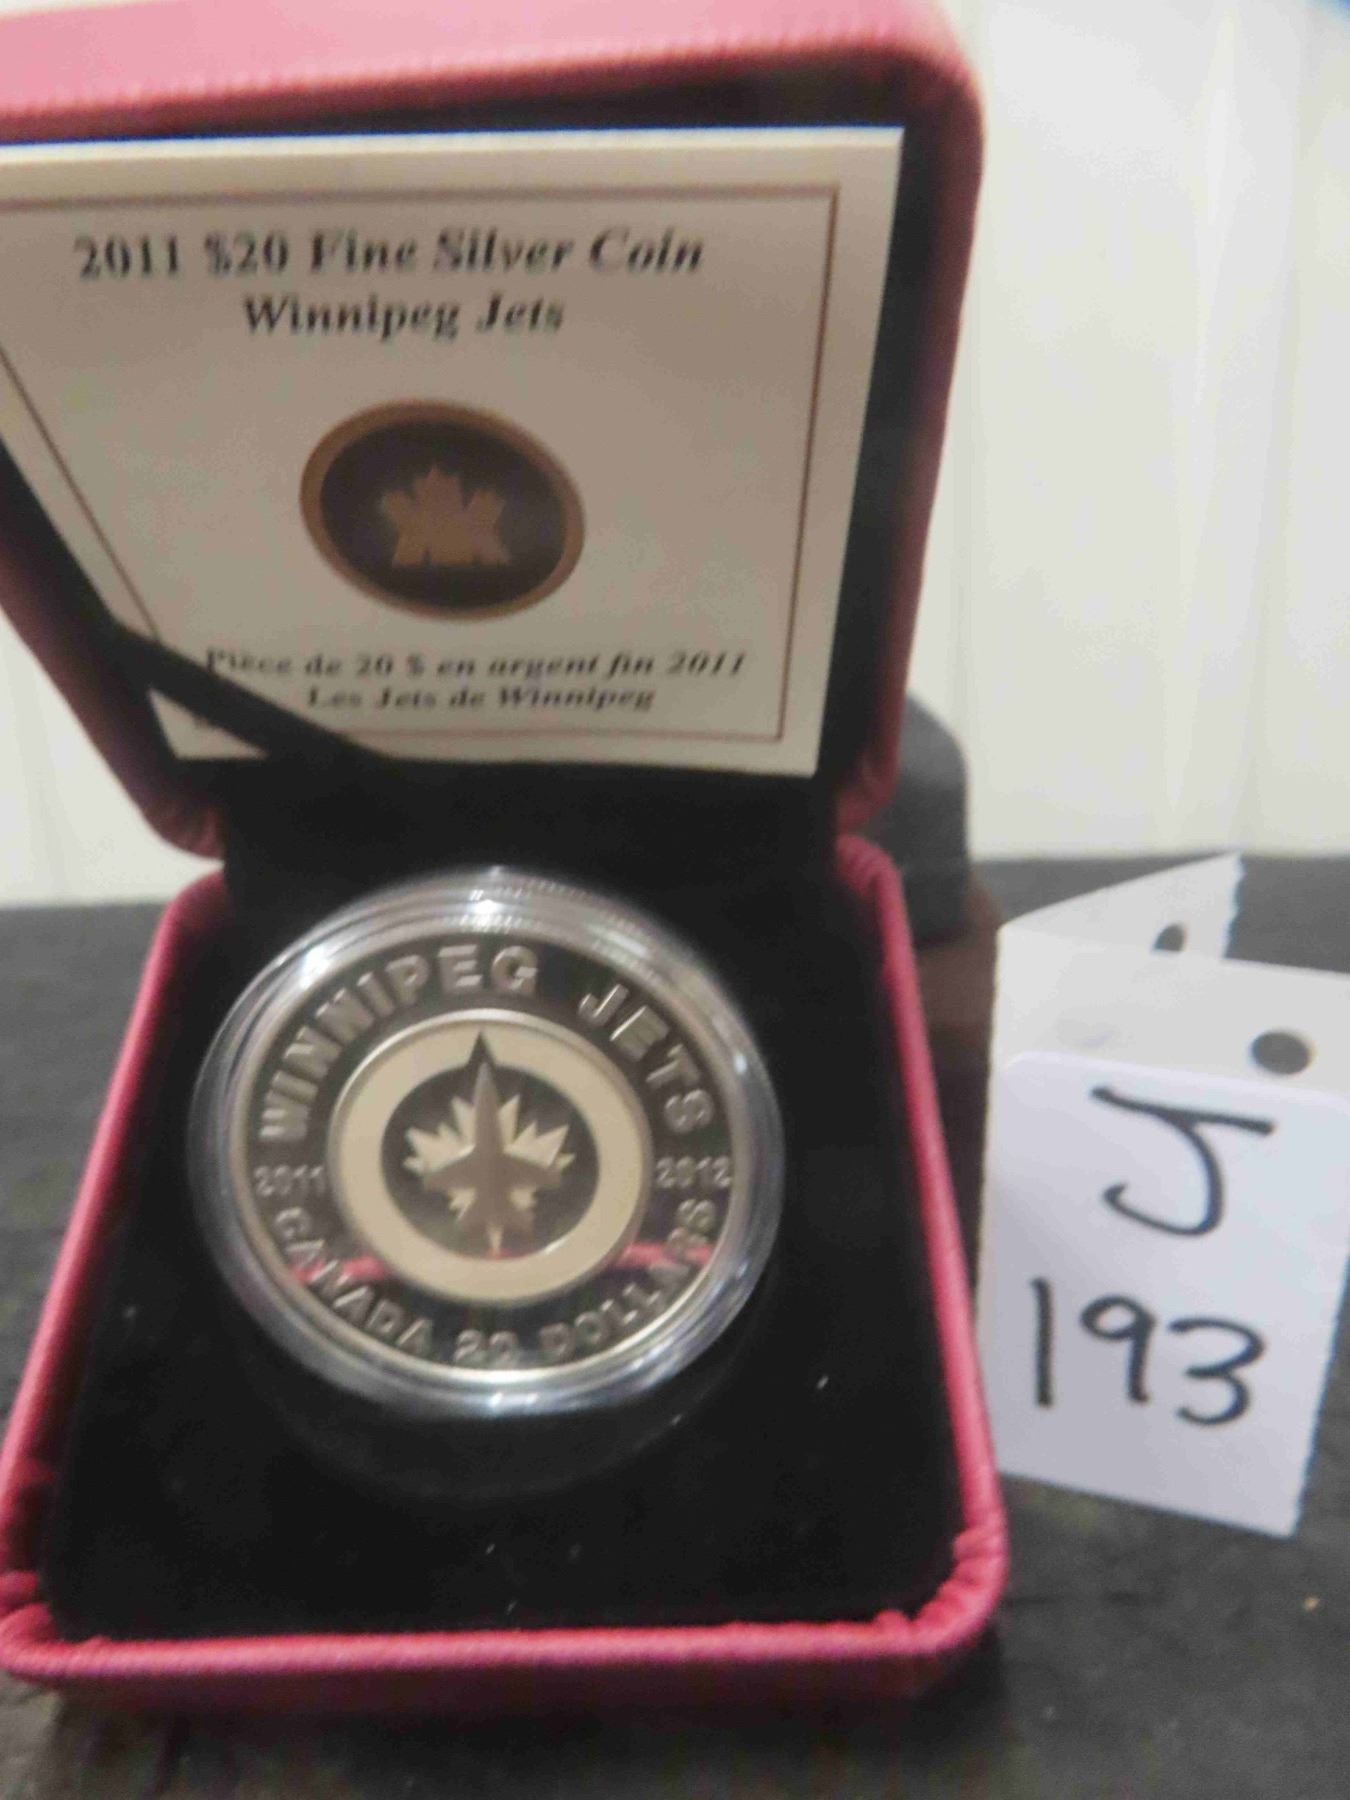 2011 $20 Fine Silver Coin
Winnipeg Jets
Pièce de 20 $ en argent fin 2011
Les Jets de Winnipeg
WINNIPEG JETS
2011 2012
CANADA 20 DOLLARS
J
193